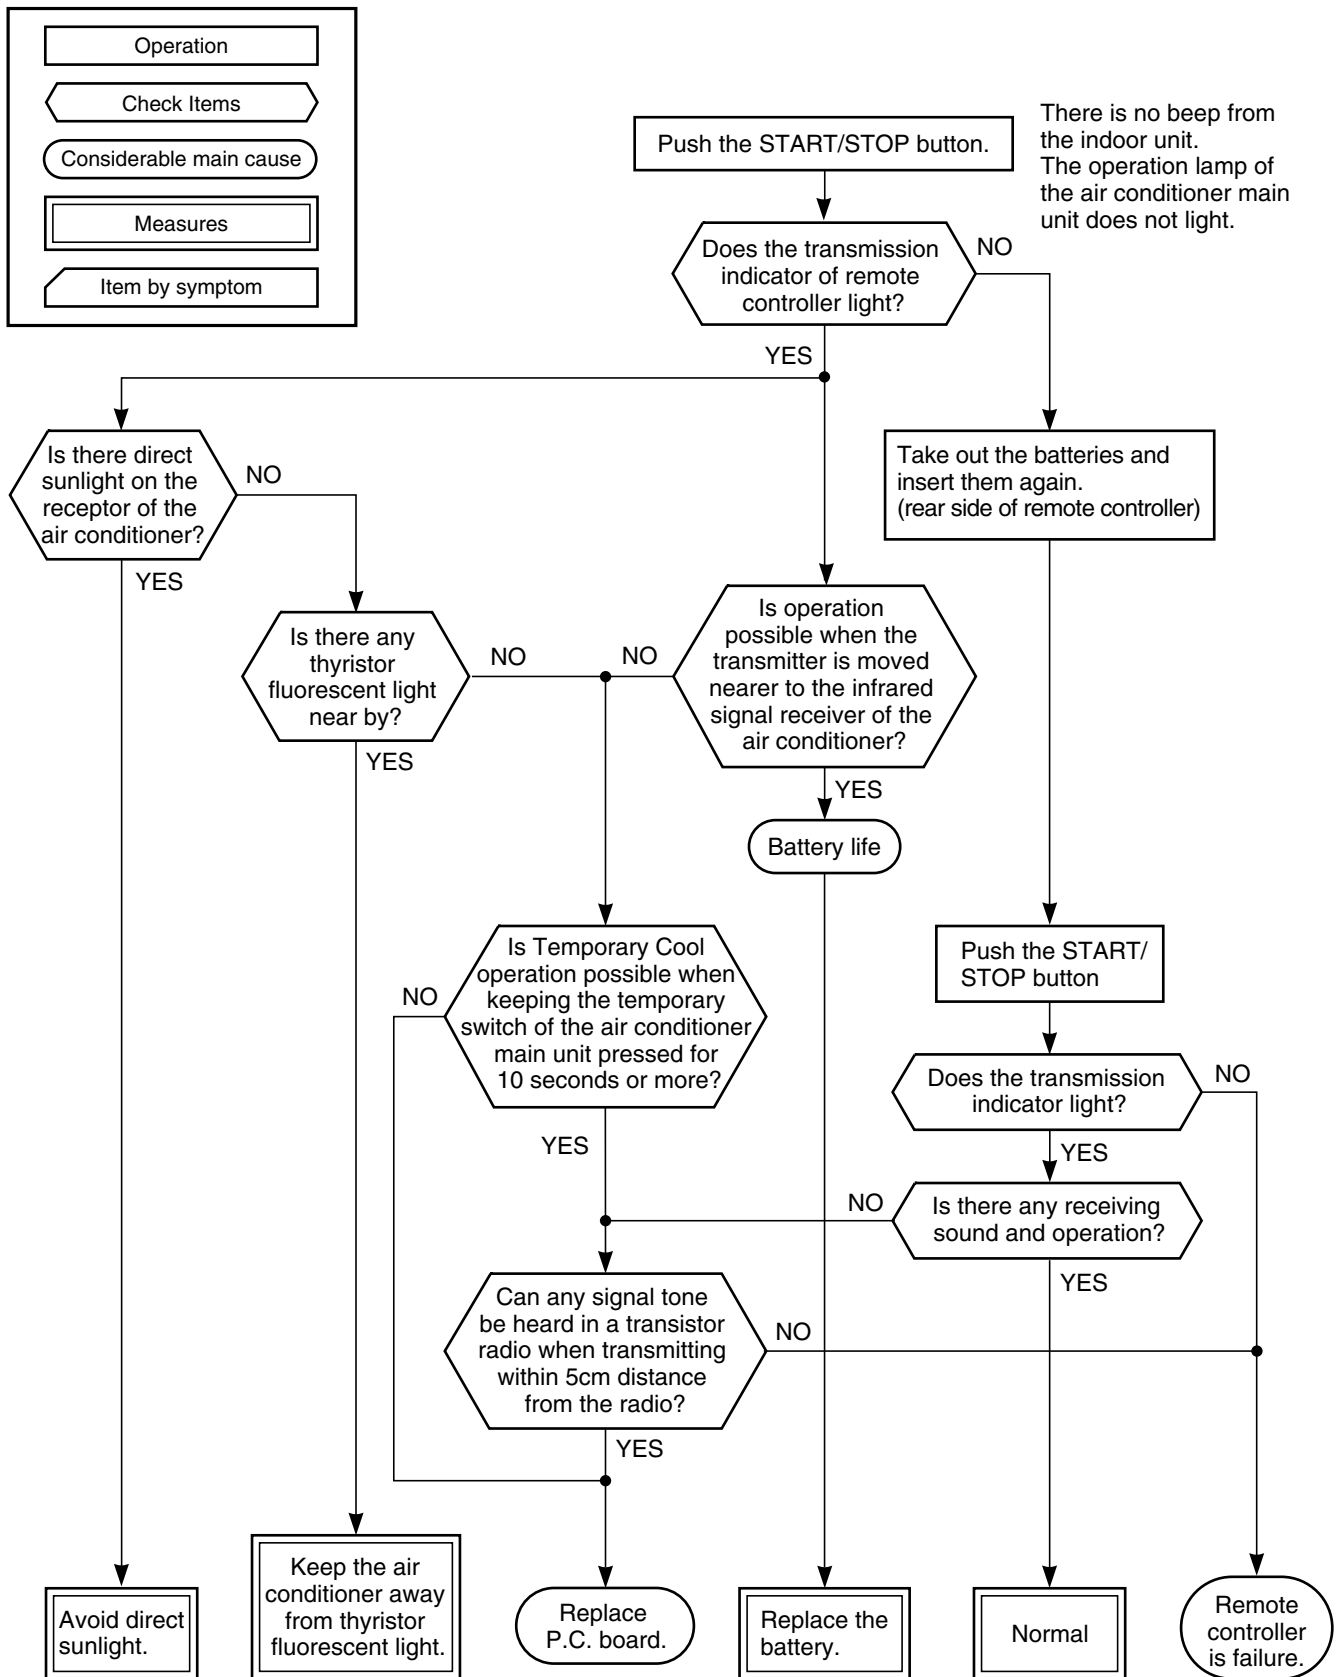 Operation
Check Items
Considerable main cause
Measures
Item by symptom
There is no beep from
the indoor unit.
The operation lamp of
the air conditioner main
unit does not light.
Push the START/STOP button.
Does the transmission
indicator of remote
controller light?
NO
YES
Is there direct
sunlight on the
receptor of the
air conditioner?
NO
YES
Take out the batteries and
insert them again.
(rear side of remote controller)
Is there any
thyristor
fluorescent light
near by?
NO
YES
Is operation
possible when the
transmitter is moved
nearer to the infrared
signal receiver of the
air conditioner?
NO
YES
Battery life
Is Temporary Cool
operation possible when
keeping the temporary
switch of the air conditioner
main unit pressed for
10 seconds or more?
NO
YES
Push the START/
STOP button
Does the transmission
indicator light?
NO
YES
Is there any receiving
sound and operation?
NO
YES
Can any signal tone
be heard in a transistor
radio when transmitting
within 5cm distance
from the radio?
NO
YES
Avoid direct
sunlight.
Keep the air
conditioner away
from thyristor
fluorescent light.
Replace
P.C. board.
Replace the
battery.
Normal
Remote
controller
is failure.